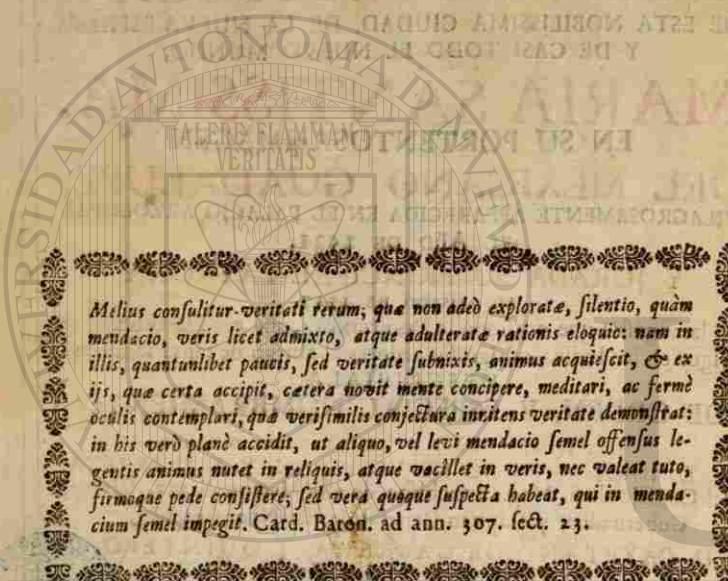 Melius conſulitur veritati rerum; quæ non adeò exploratæ, ſilentio, quàm
mendacio, veris licet admixto, atque adulteratæ rationis eloquio: nam in
illis, quantunlibet paucis, ſed veritate ſubnixis, animus acquieſcit, & ex
ijs, quæ certa accipit, cætera novit mente concipere, meditari, ac fermè
oculis contemplari, quæ veriſimilis conjectura innitens veritate demonſtrat:
in his verò planè accidit, ut aliquo, vel levi mendacio ſemel offenſus le-
gentis animus nutet in reliquis, atque vacillet in veris, nec valeat tuto,
firmoque pede conſiſtere; ſed vera quoque ſuſpecta habeat, qui in menda-
cium ſemel impegit. Card. Baron. ad ann. 307. ſect. 23.
ALERE FLAMMAM
VERITATIS